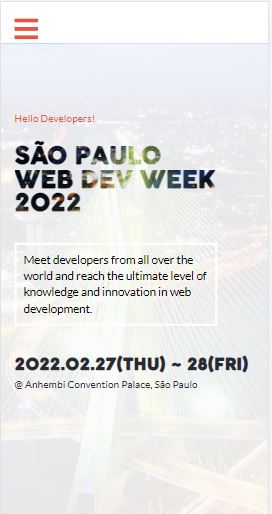 Hello Developers!
SÃO PAULO
WEB DEV WEEK
2022
Meet developers from all over the
world and reach the ultimate level of
knowledge and innovation in web
development.
2022.02.27(THU) ~ 28(FRI)
@ Anhembi Convention Palace, São Paulo